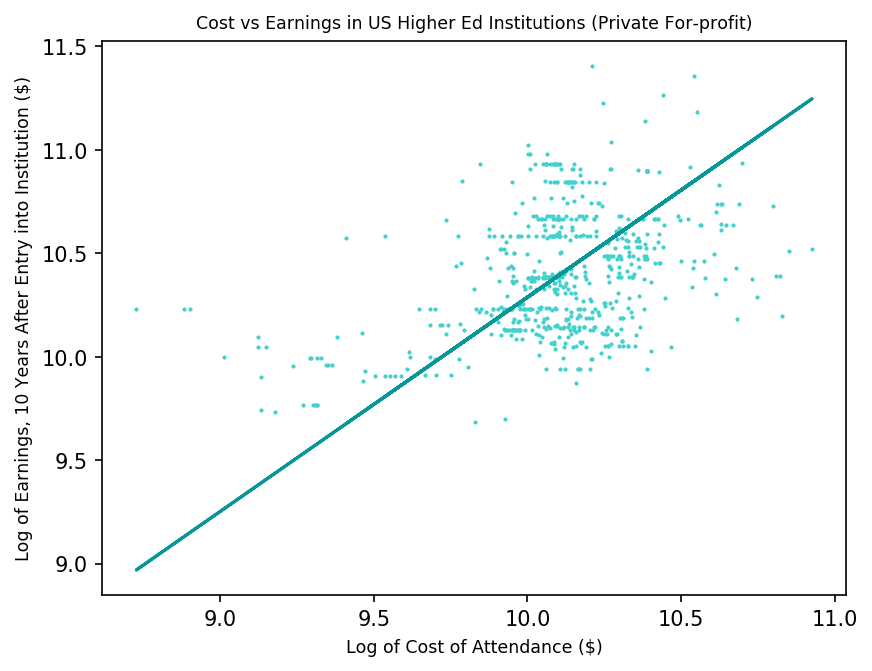 Cost vs Earnings in US Higher Ed Institutions (Private For-profit)
Log of Earnings, 10 Years After Entry into Institution ($)
11.5
11.0
10.5
10.0
9.5
9.0
9.0 9.5 10.0 10.5 11.0
Log of Cost of Attendance ($)